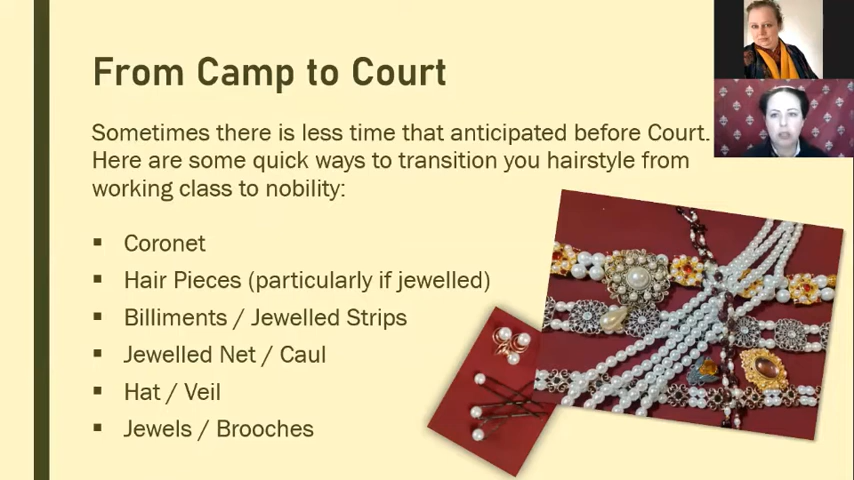 From Camp to Court
Sometimes there is less time that anticipated before Court.
Here are some quick ways to transition you hairstyle from
working class to nobility:
▪ Coronet
▪ Hair Pieces (particularly if jewelled)
▪ Billiments / Jewelled Strips
▪ Jewelled Net / Caul
▪ Hat / Veil
▪ Jewels / Brooches